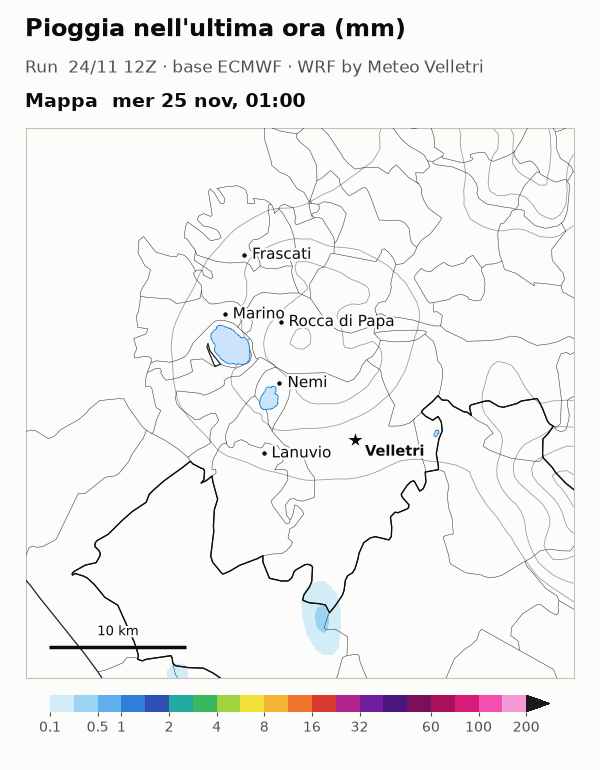 Pioggia nell'ultima ora (mm)
Run  24/11 12Z · base ECMWF · WRF by Meteo Velletri
Mappa  mer 25 nov, 01:00
Frascati
Marino
Rocca di Papa
Nemi
Velletri
Lanuvio
10 km
0.1 0.5 1 2 4 8 16 32 60 100 200